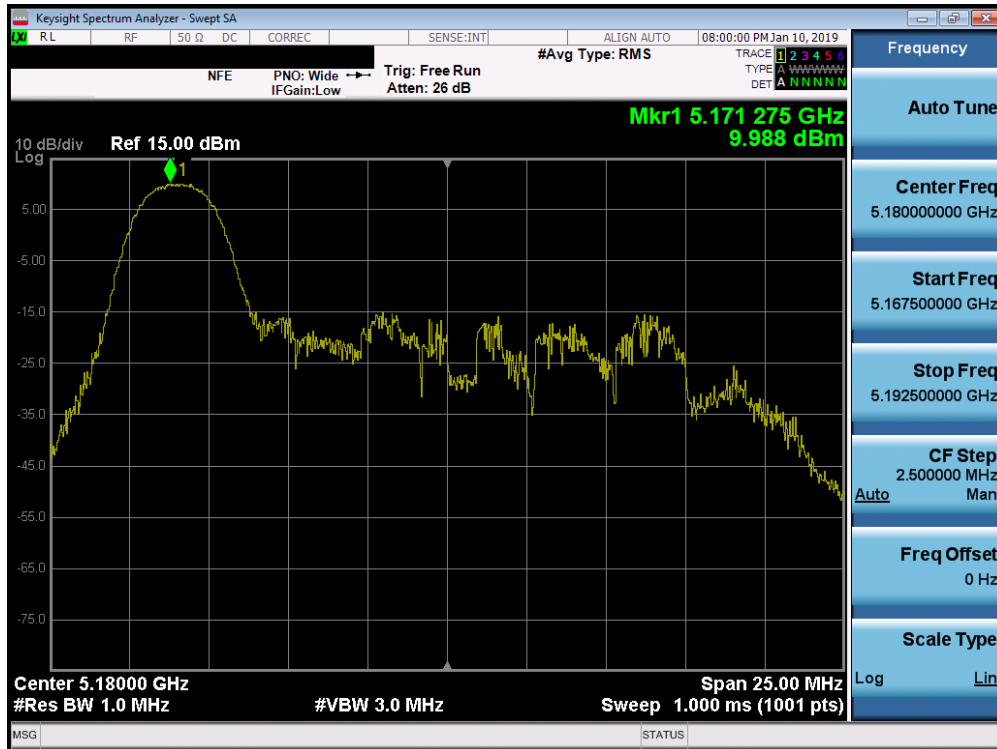 Keysight Spectrum Analyzer - Swept SA
LXI RL RF 50 Ω DC CORREC SENSE:INT ALIGN AUTO 08:00:00 PM Jan 10, 2019
NFE PNO: Wide Trig: Free Run #Avg Type: RMS TRACE 1 2 3 4 5 6
IFGain:Low Atten: 26 dB TYPE A WWWWW
DET A N N N N N
Mkr1 5.171 275 GHz
9.988 dBm
10 dB/div Ref 15.00 dBm
Log
1
5.00
-5.00
-15.0
-25.0
-35.0
-45.0
-55.0
-65.0
-75.0
Center 5.18000 GHz Span 25.00 MHz
#Res BW 1.0 MHz #VBW 3.0 MHz Sweep 1.000 ms (1001 pts)
MSG STATUS
Frequency
Auto Tune
Center Freq
5.180000000 GHz
Start Freq
5.167500000 GHz
Stop Freq
5.192500000 GHz
CF Step
2.500000 MHz
Auto Man
Freq Offset
0 Hz
Scale Type
Log Lin